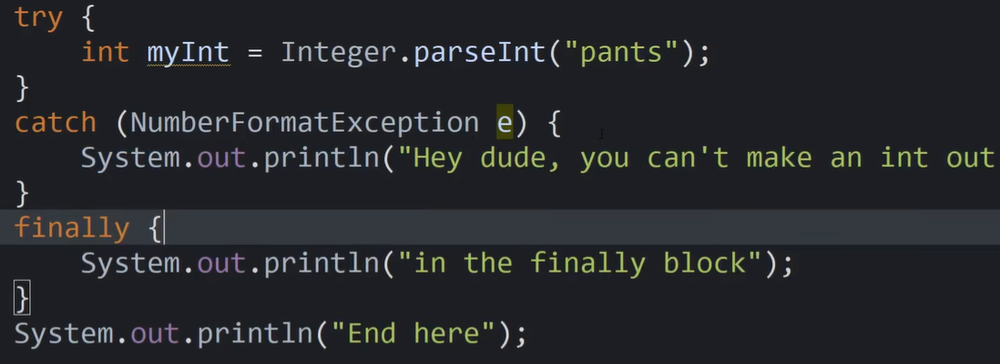 try {
    int myInt = Integer.parseInt("pants");
}
catch (NumberFormatException e) {
    System.out.println("Hey dude, you can't make an int out
}
finally {
    System.out.println("in the finally block");
}
System.out.println("End here");